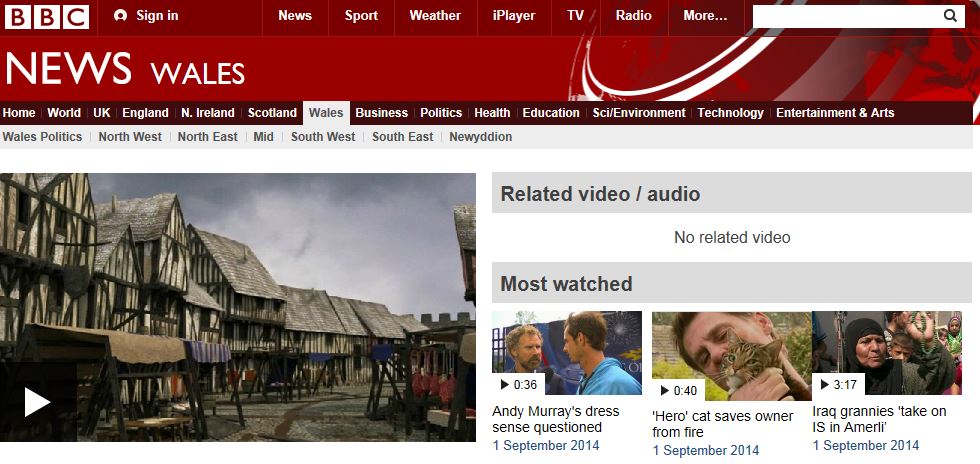 BBC Sign in News Sport Weather iPlayer TV Radio More...
NEWS WALES
Home World UK England N. Ireland Scotland Wales Business Politics Health Education Sci/Environment Technology Entertainment & Arts
Wales Politics North West North East Mid South West South East Newyddion
Related video / audio
No related video
Most watched
0:36
Andy Murray's dress
sense questioned
1 September 2014
0:40
'Hero' cat saves owner
from fire
1 September 2014
3:17
Iraq grannies 'take on
IS in Amerli'
1 September 2014